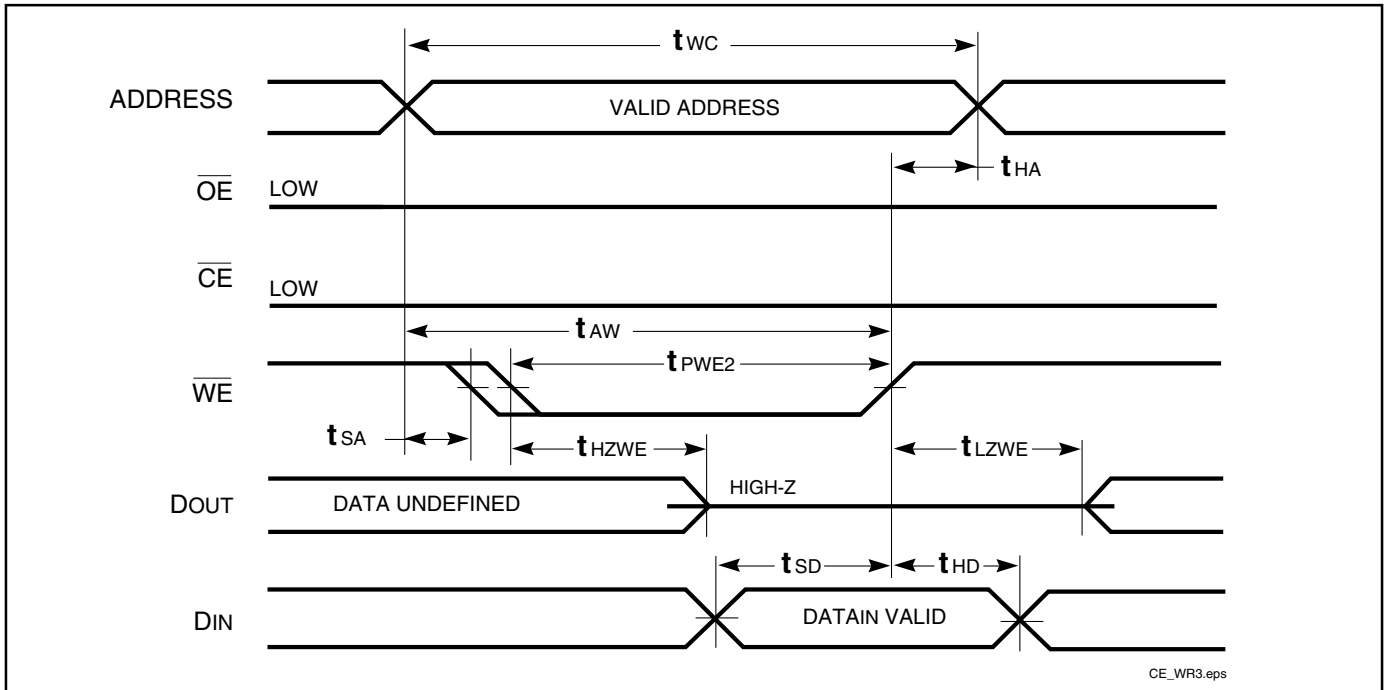 tWC
ADDRESS
VALID ADDRESS
tHA
OE
LOW
CE
LOW
tAW
tPWE2
WE
tSA
tHZWE
tLZWE
DOUT
DATA UNDEFINED
HIGH-Z
tSD
tHD
DIN
DATAIN VALID
CE_WR3.eps